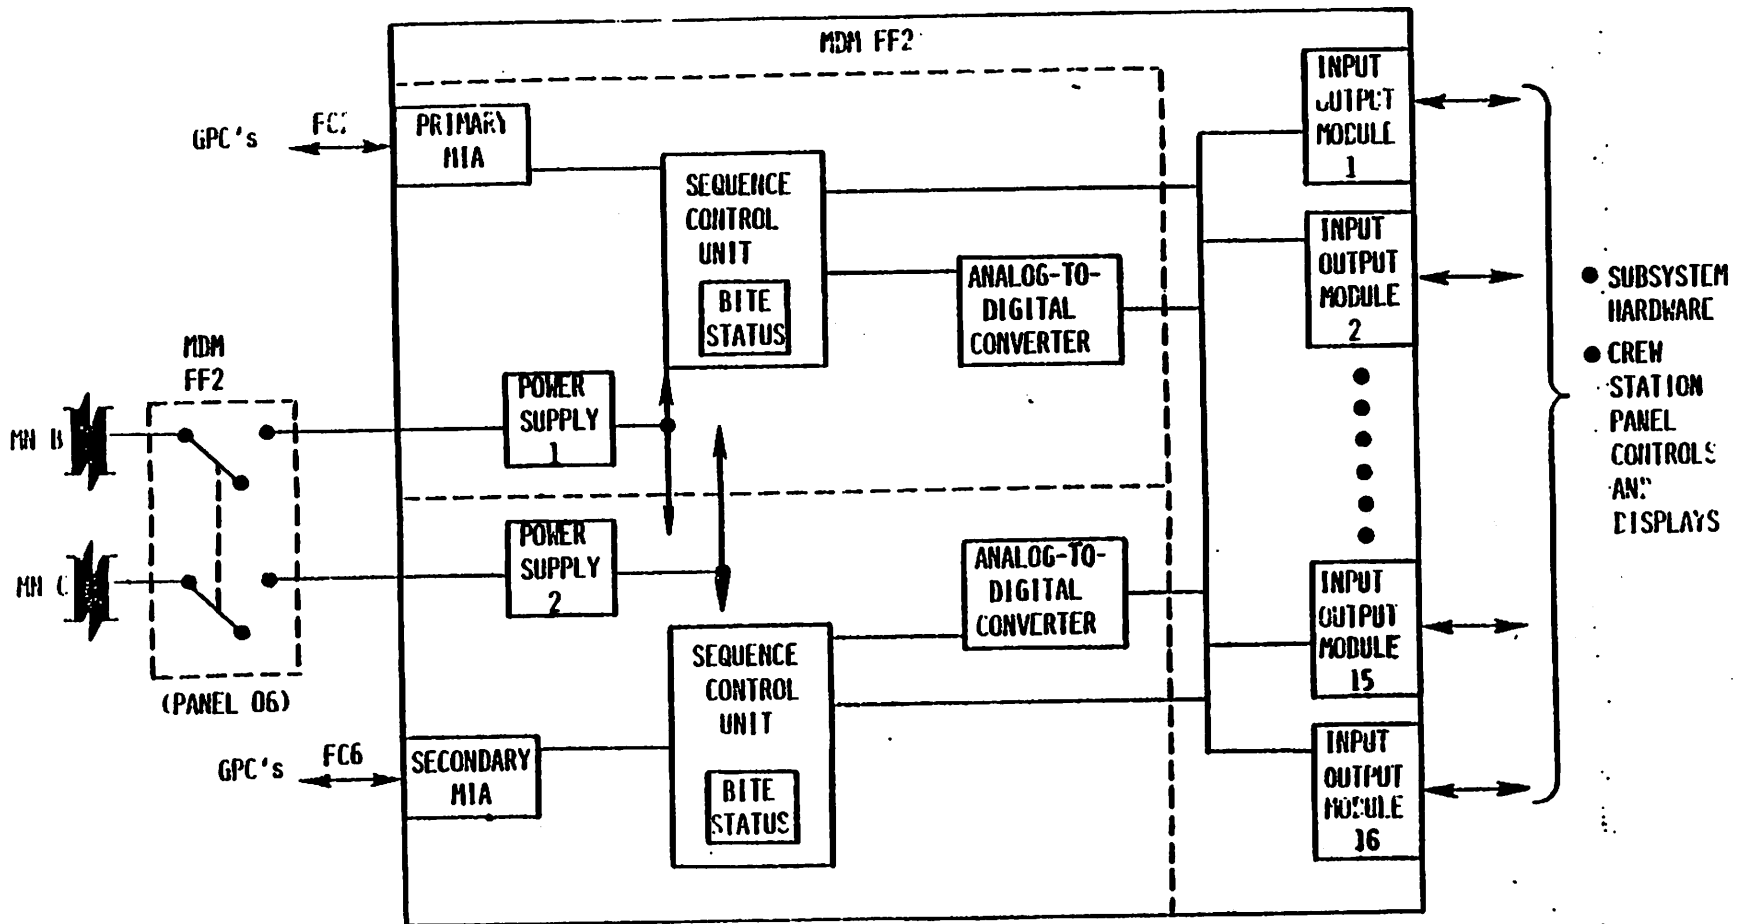 MDM FF2
GPC's
PRIMARY
MIA
SEQUENCE
CONTROL
UNIT
BITE
STATUS
ANALOG-TO-
DIGITAL
CONVERTER
INPUT
OUTPUT
MODULE
1
INPUT
OUTPUT
MODULE
2
MDM
FF2
MN B
MN C
(PANEL O6)
POWER
SUPPLY
1
POWER
SUPPLY
2
ANALOG-TO-
DIGITAL
CONVERTER
SEQUENCE
CONTROL
UNIT
BITE
STATUS
GPC's
FC6
SECONDARY
MIA
INPUT
OUTPUT
MODULE
15
INPUT
OUTPUT
MODULE
16
● SUBSYSTEM
HARDWARE
● CREW
STATION
PANEL
CONTROLS
AND
DISPLAYS